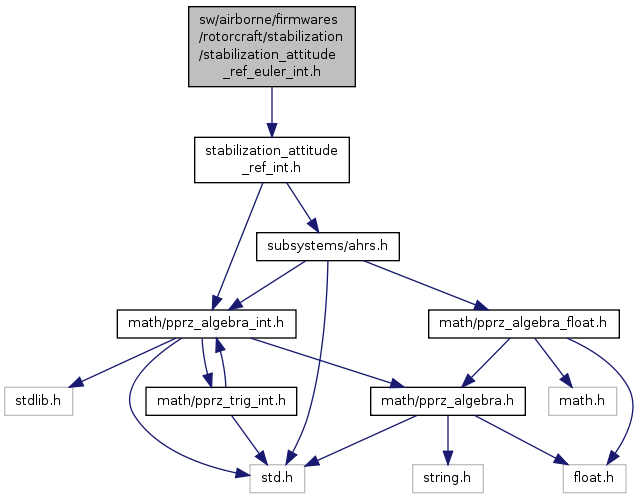 sw/airborne/firmwares
/rotorcraft/stabilization
/stabilization_attitude
_ref_euler_int.h
stabilization_attitude
_ref_int.h
subsystems/ahrs.h
math/pprz_algebra_int.h
math/pprz_algebra_float.h
stdlib.h
math/pprz_trig_int.h
math/pprz_algebra.h
math.h
std.h
string.h
float.h